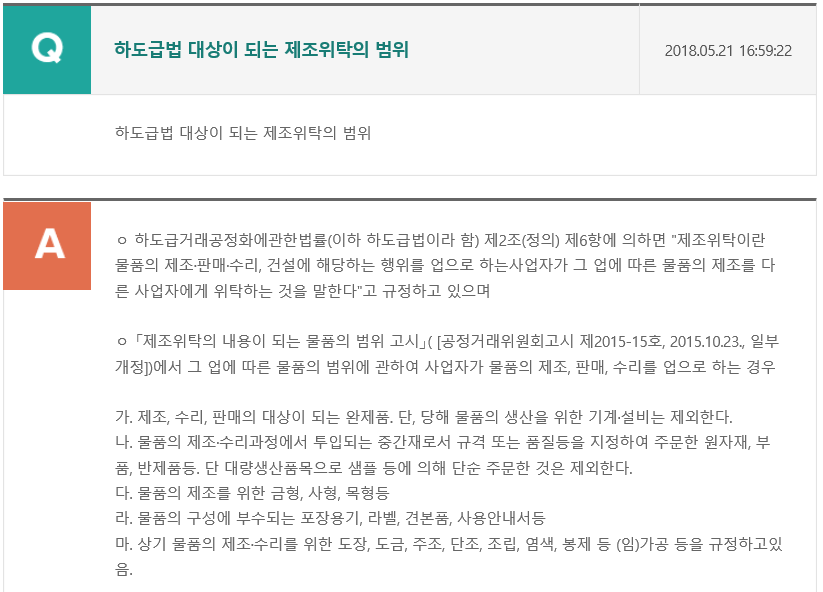 Q
하도급법 대상이 되는 제조위탁의 범위
2018.05.21 16:59:22
하도급법 대상이 되는 제조위탁의 범위
A
ㅇ 하도급거래공정화에관한법률(이하 하도급법이라 함) 제2조(정의) 제6항에 의하면 "제조위탁이란
물품의 제조·판매·수리, 건설에 해당하는 행위를 업으로 하는사업자가 그 업에 따른 물품의 제조를 다
른 사업자에게 위탁하는 것을 말한다"고 규정하고 있으며
ㅇ 「제조위탁의 내용이 되는 물품의 범위 고시」( [공정거래위원회고시 제2015-15호, 2015.10.23., 일부
개정])에서 그 업에 따른 물품의 범위에 관하여 사업자가 물품의 제조, 판매, 수리를 업으로 하는 경우
가. 제조, 수리, 판매의 대상이 되는 완제품. 단, 당해 물품의 생산을 위한 기계·설비는 제외한다.
나. 물품의 제조·수리과정에서 투입되는 중간재로서 규격 또는 품질등을 지정하여 주문한 원자재, 부
품, 반제품등. 단 대량생산품목으로 샘플 등에 의해 단순 주문한 것은 제외한다.
다. 물품의 제조를 위한 금형, 사형, 목형등
라. 물품의 구성에 부수되는 포장용기, 라벨, 견본품, 사용안내서등
마. 상기 물품의 제조·수리를 위한 도장, 도금, 주조, 단조, 조립, 염색, 봉제 등 (임)가공 등을 규정하고있
음.